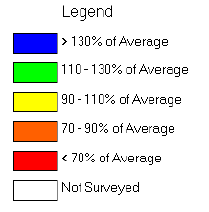 Legend
> 130% of Average
110 - 130% of Average
90 - 110% of Average
70 - 90% of Average
< 70% of Average
Not Surveyed